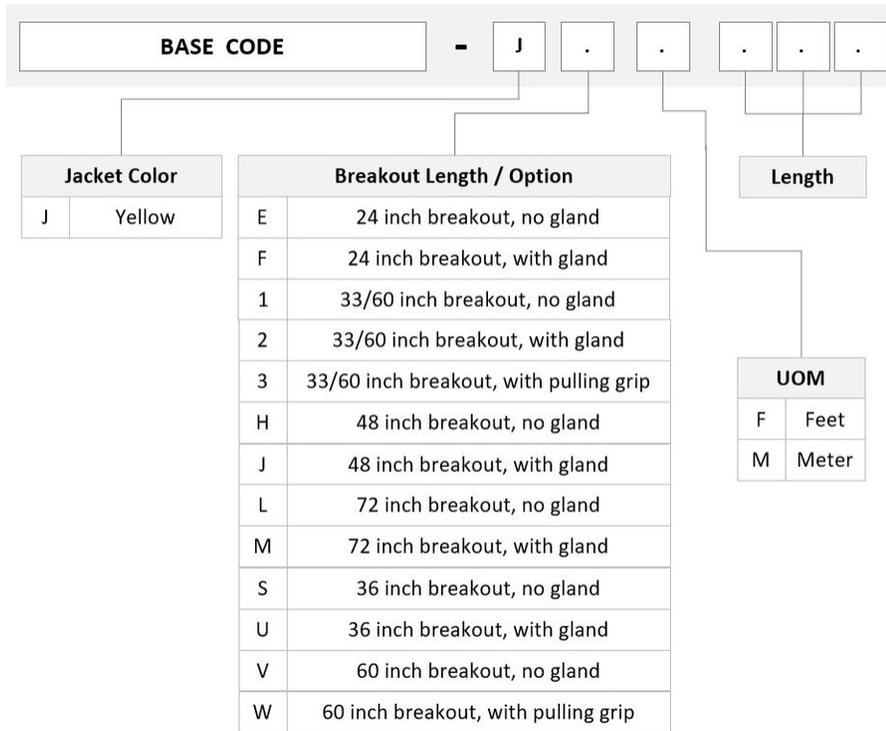 BASE CODE - J . . . . .
Jacket Color
J Yellow
Breakout Length / Option
E 24 inch breakout, no gland
F 24 inch breakout, with gland
1 33/60 inch breakout, no gland
2 33/60 inch breakout, with gland
3 33/60 inch breakout, with pulling grip
H 48 inch breakout, no gland
J 48 inch breakout, with gland
L 72 inch breakout, no gland
M 72 inch breakout, with gland
S 36 inch breakout, no gland
U 36 inch breakout, with gland
V 60 inch breakout, no gland
W 60 inch breakout, with pulling grip
Length
UOM
F Feet
M Meter